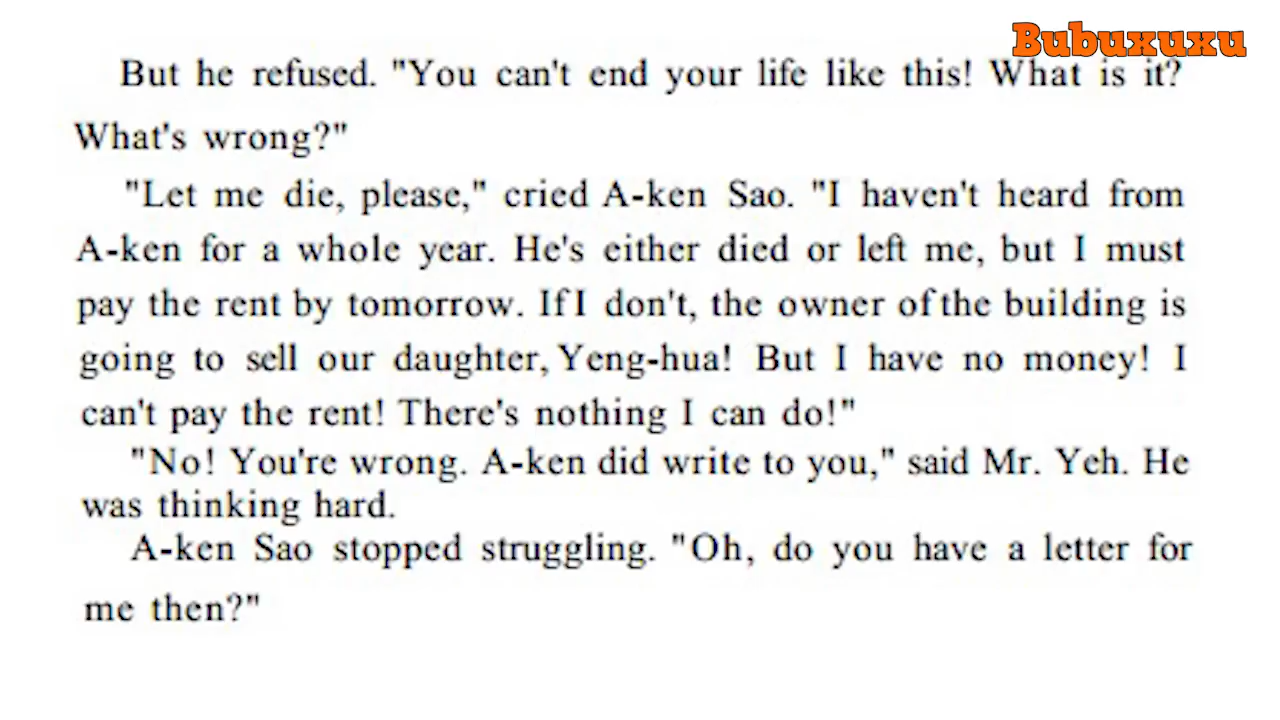 Bubuxuxu
But he refused. "You can't end your life like this! What is it?
What's wrong?"
"Let me die, please," cried A-ken Sao. "I haven't heard from
A-ken for a whole year. He's either died or left me, but I must
pay the rent by tomorrow. If I don't, the owner of the building is
going to sell our daughter, Yeng-hua! But I have no money! I
can't pay the rent! There's nothing I can do!"
"No! You're wrong. A-ken did write to you," said Mr. Yeh. He
was thinking hard.
A-ken Sao stopped struggling. "Oh, do you have a letter for
me then?"